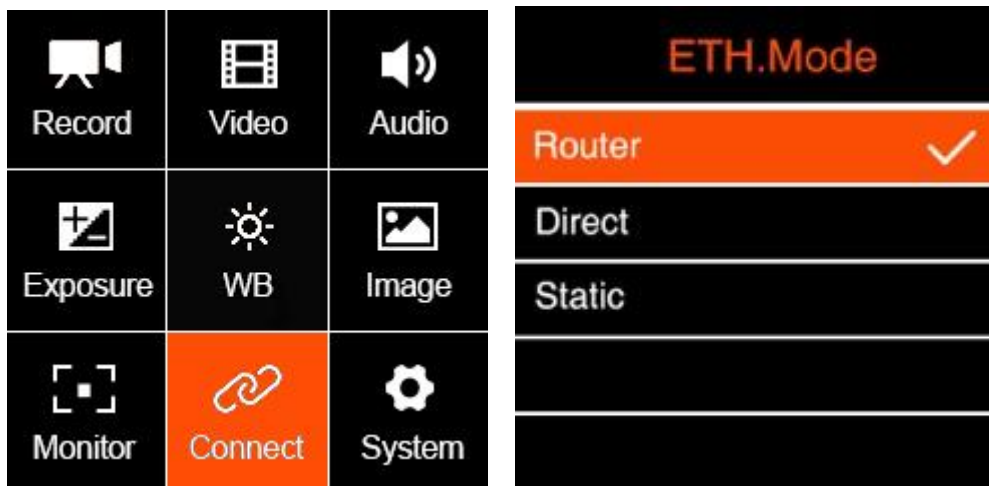 Record
Video
Audio
Exposure
WB
Image
Monitor
Connect
System
ETH.Mode
Router
Direct
Static